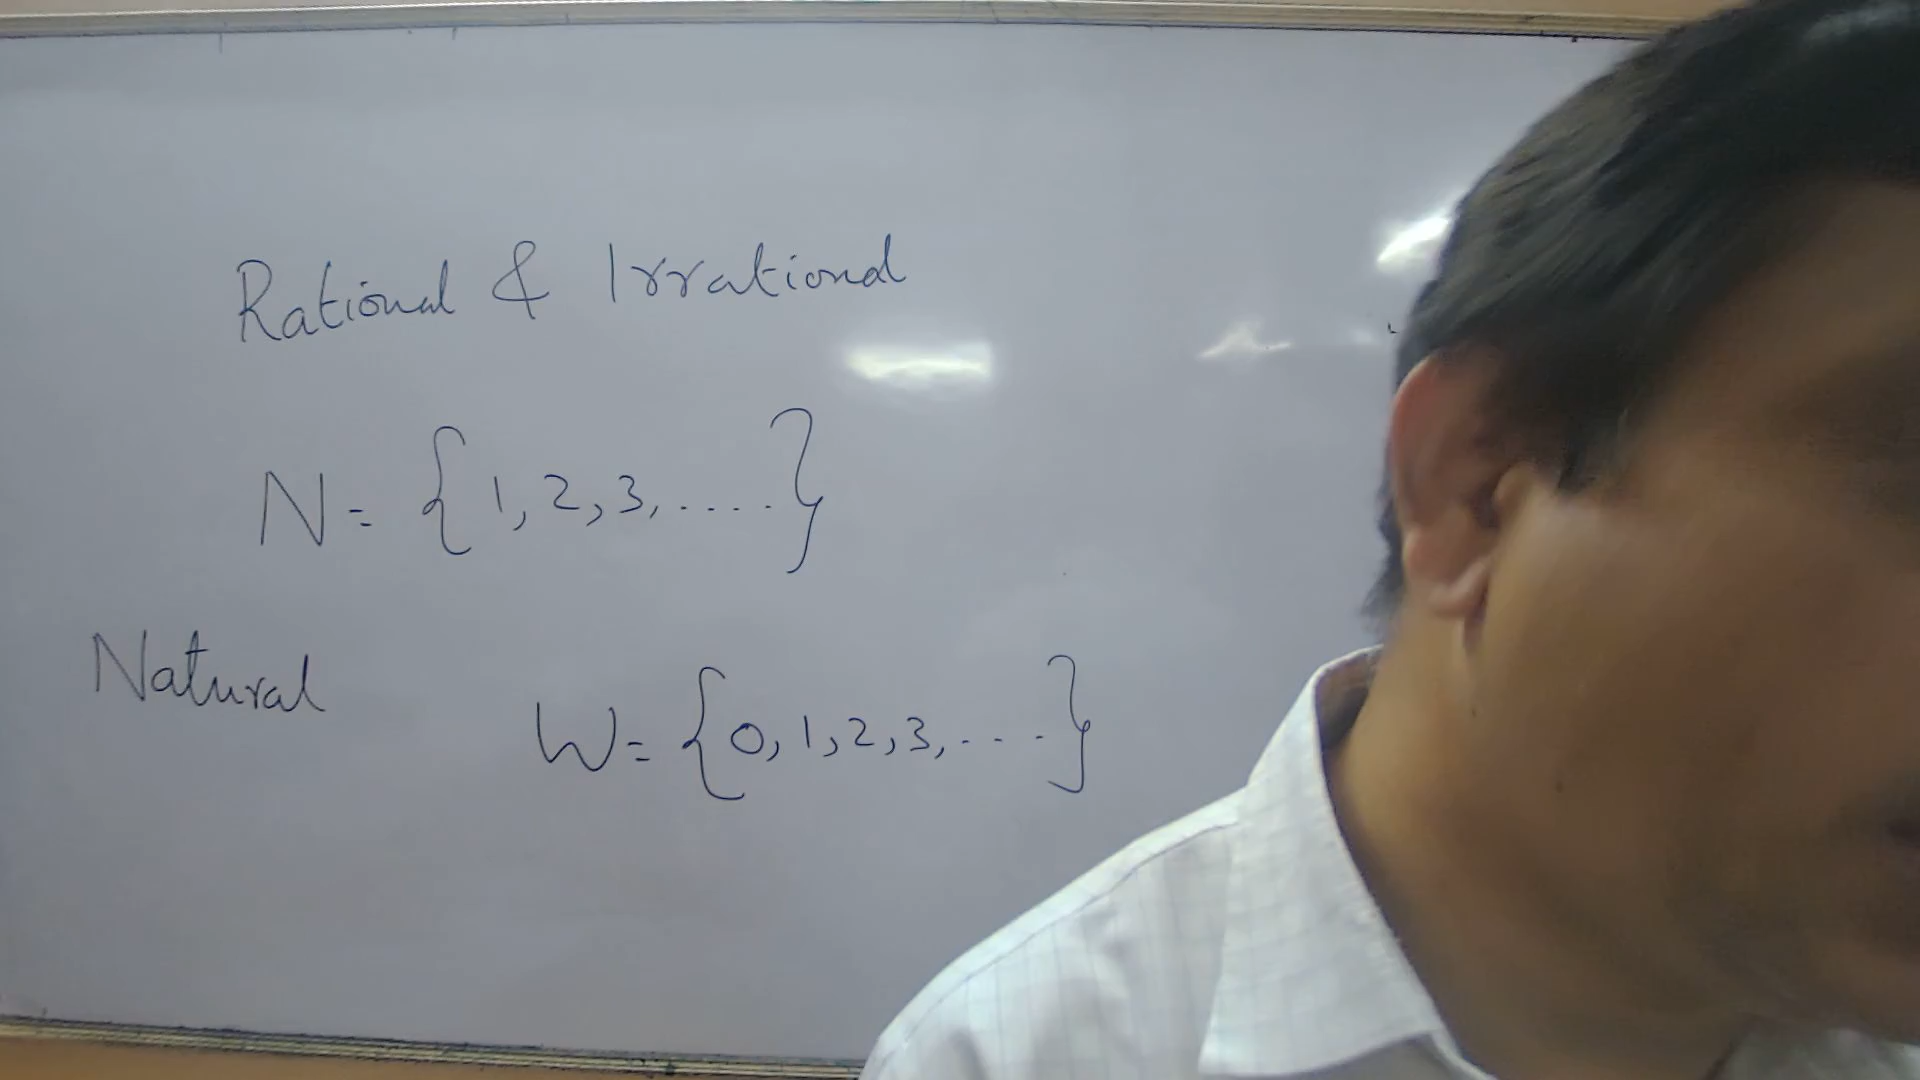 Rational & Irrational
N = {1, 2, 3, .....}
Natural
W = {0, 1, 2, 3, ....}